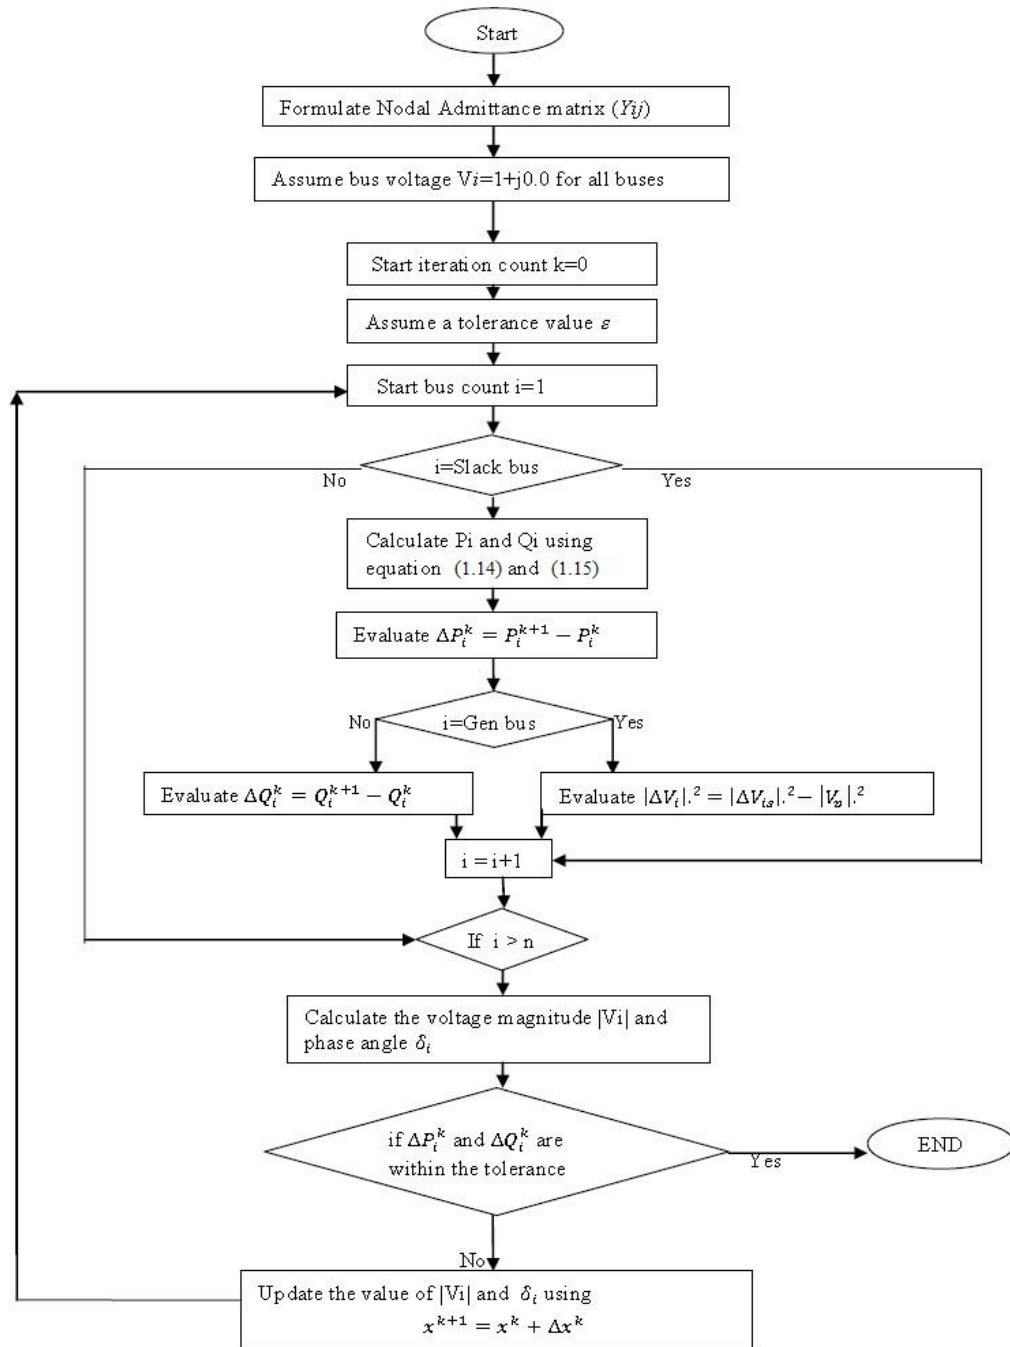 Start
Formulate Nodal Admittance matrix (Yij)
Assume bus voltage Vi=1+j0.0 for all buses
Start iteration count k=0
Assume a tolerance value ε
Start bus count i=1
i=Slack bus
No
Yes
Calculate Pi and Qi using
equation (1.14) and (1.15)
Evaluate ΔP_i^k = P_i^{k+1} − P_i^k
No
i=Gen bus
Yes
Evaluate ΔQ_i^k = Q_i^{k+1} − Q_i^k
Evaluate |ΔV_i|.² = |ΔV_{is}|.² − |V_n|.²
i = i+1
If i > n
Calculate the voltage magnitude |Vi| and
phase angle δ_i
if ΔP_i^k and ΔQ_i^k are
within the tolerance
Yes
END
No
Update the value of |Vi| and δ_i using
x^{k+1} = x^k + Δx^k